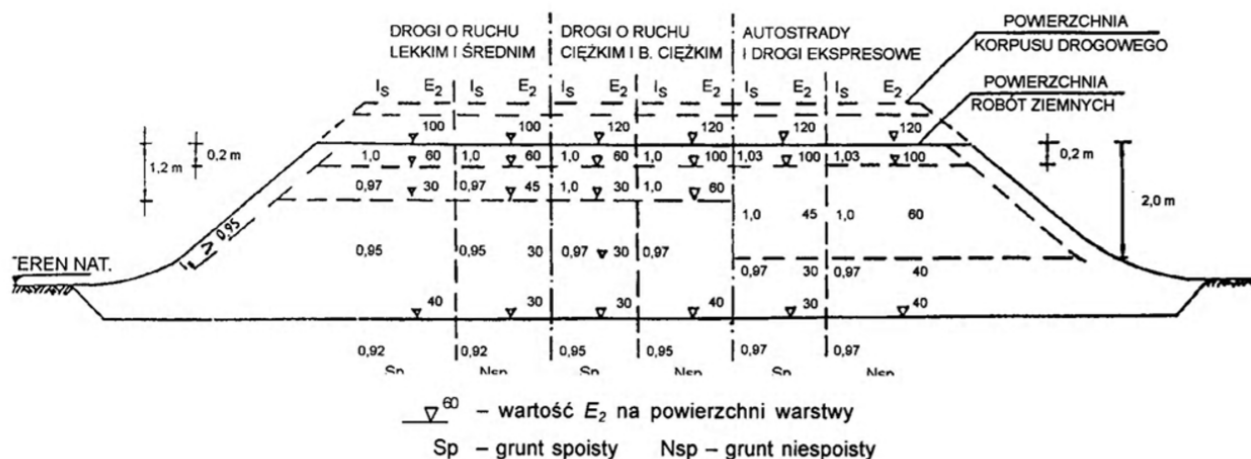 DROGI O RUCHU LEKKIM I ŚREDNIM
DROGI O RUCHU CIĘŻKIM I B. CIĘŻKIM
AUTOSTRADY I DROGI EKSPRESOWE
POWIERZCHNIA KORPUSU DROGOWEGO
POWIERZCHNIA ROBÓT ZIEMNYCH
IS E2 IS E2 IS E2 IS E2 IS E2 IS E2
100 100 120 120 120 120
1,2 m 0,2 m 1,0 60 1,0 60 1,0 60 1,0 100 1,03 100 1,03 100 0,2 m
0,97 30 0,97 45 1,0 30 1,0 60
2,0 m
1,0 45 1,0 60
≥ 0,95
0,95 0,95 30 0,97 30 0,97
EREN NAT.
0,97 30 0,97 40
40 30 30 40 30 40
0,92 0,92 0,95 0,95 0,97 0,97
Sp Nsp Sp Nsp Sp Nsp
60 – wartość E2 na powierzchni warstwy
Sp – grunt spoisty Nsp – grunt niespoisty